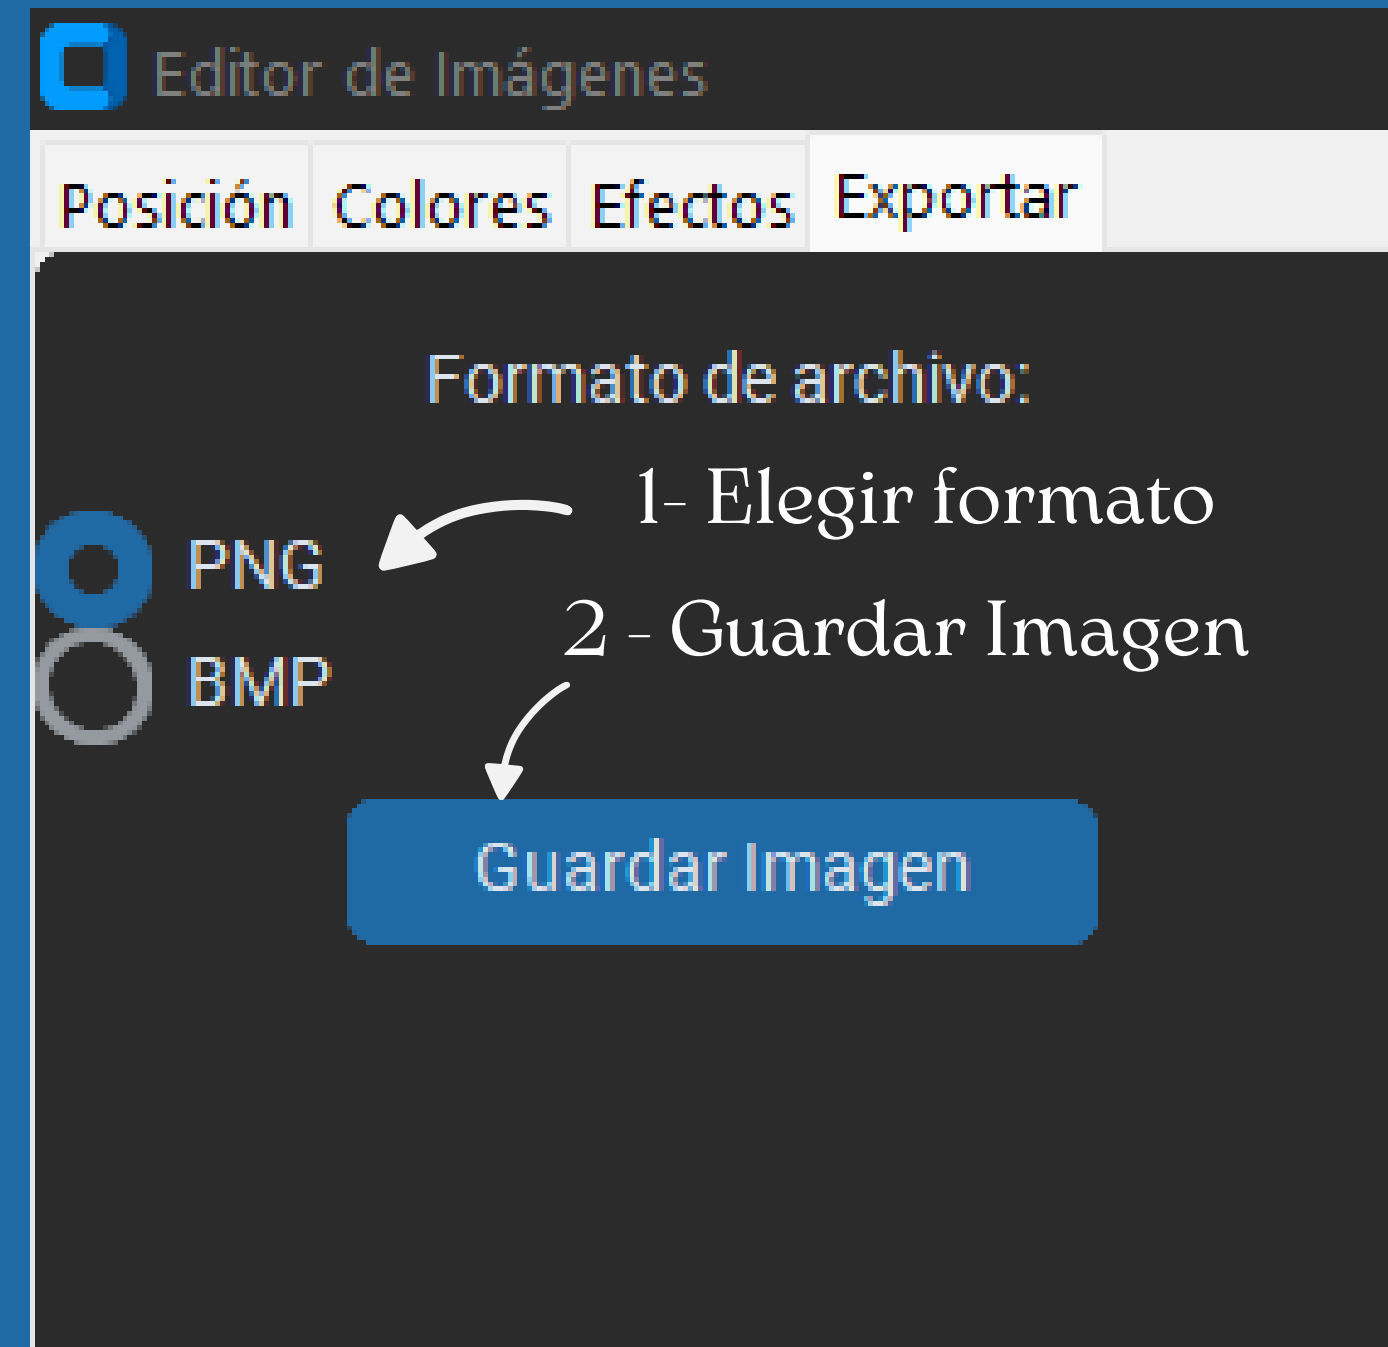 Editor de Imágenes
Posición Colores Efectos Exportar
Formato de archivo:
1- Elegir formato
PNG
2 - Guardar Imagen
BMP
Guardar Imagen